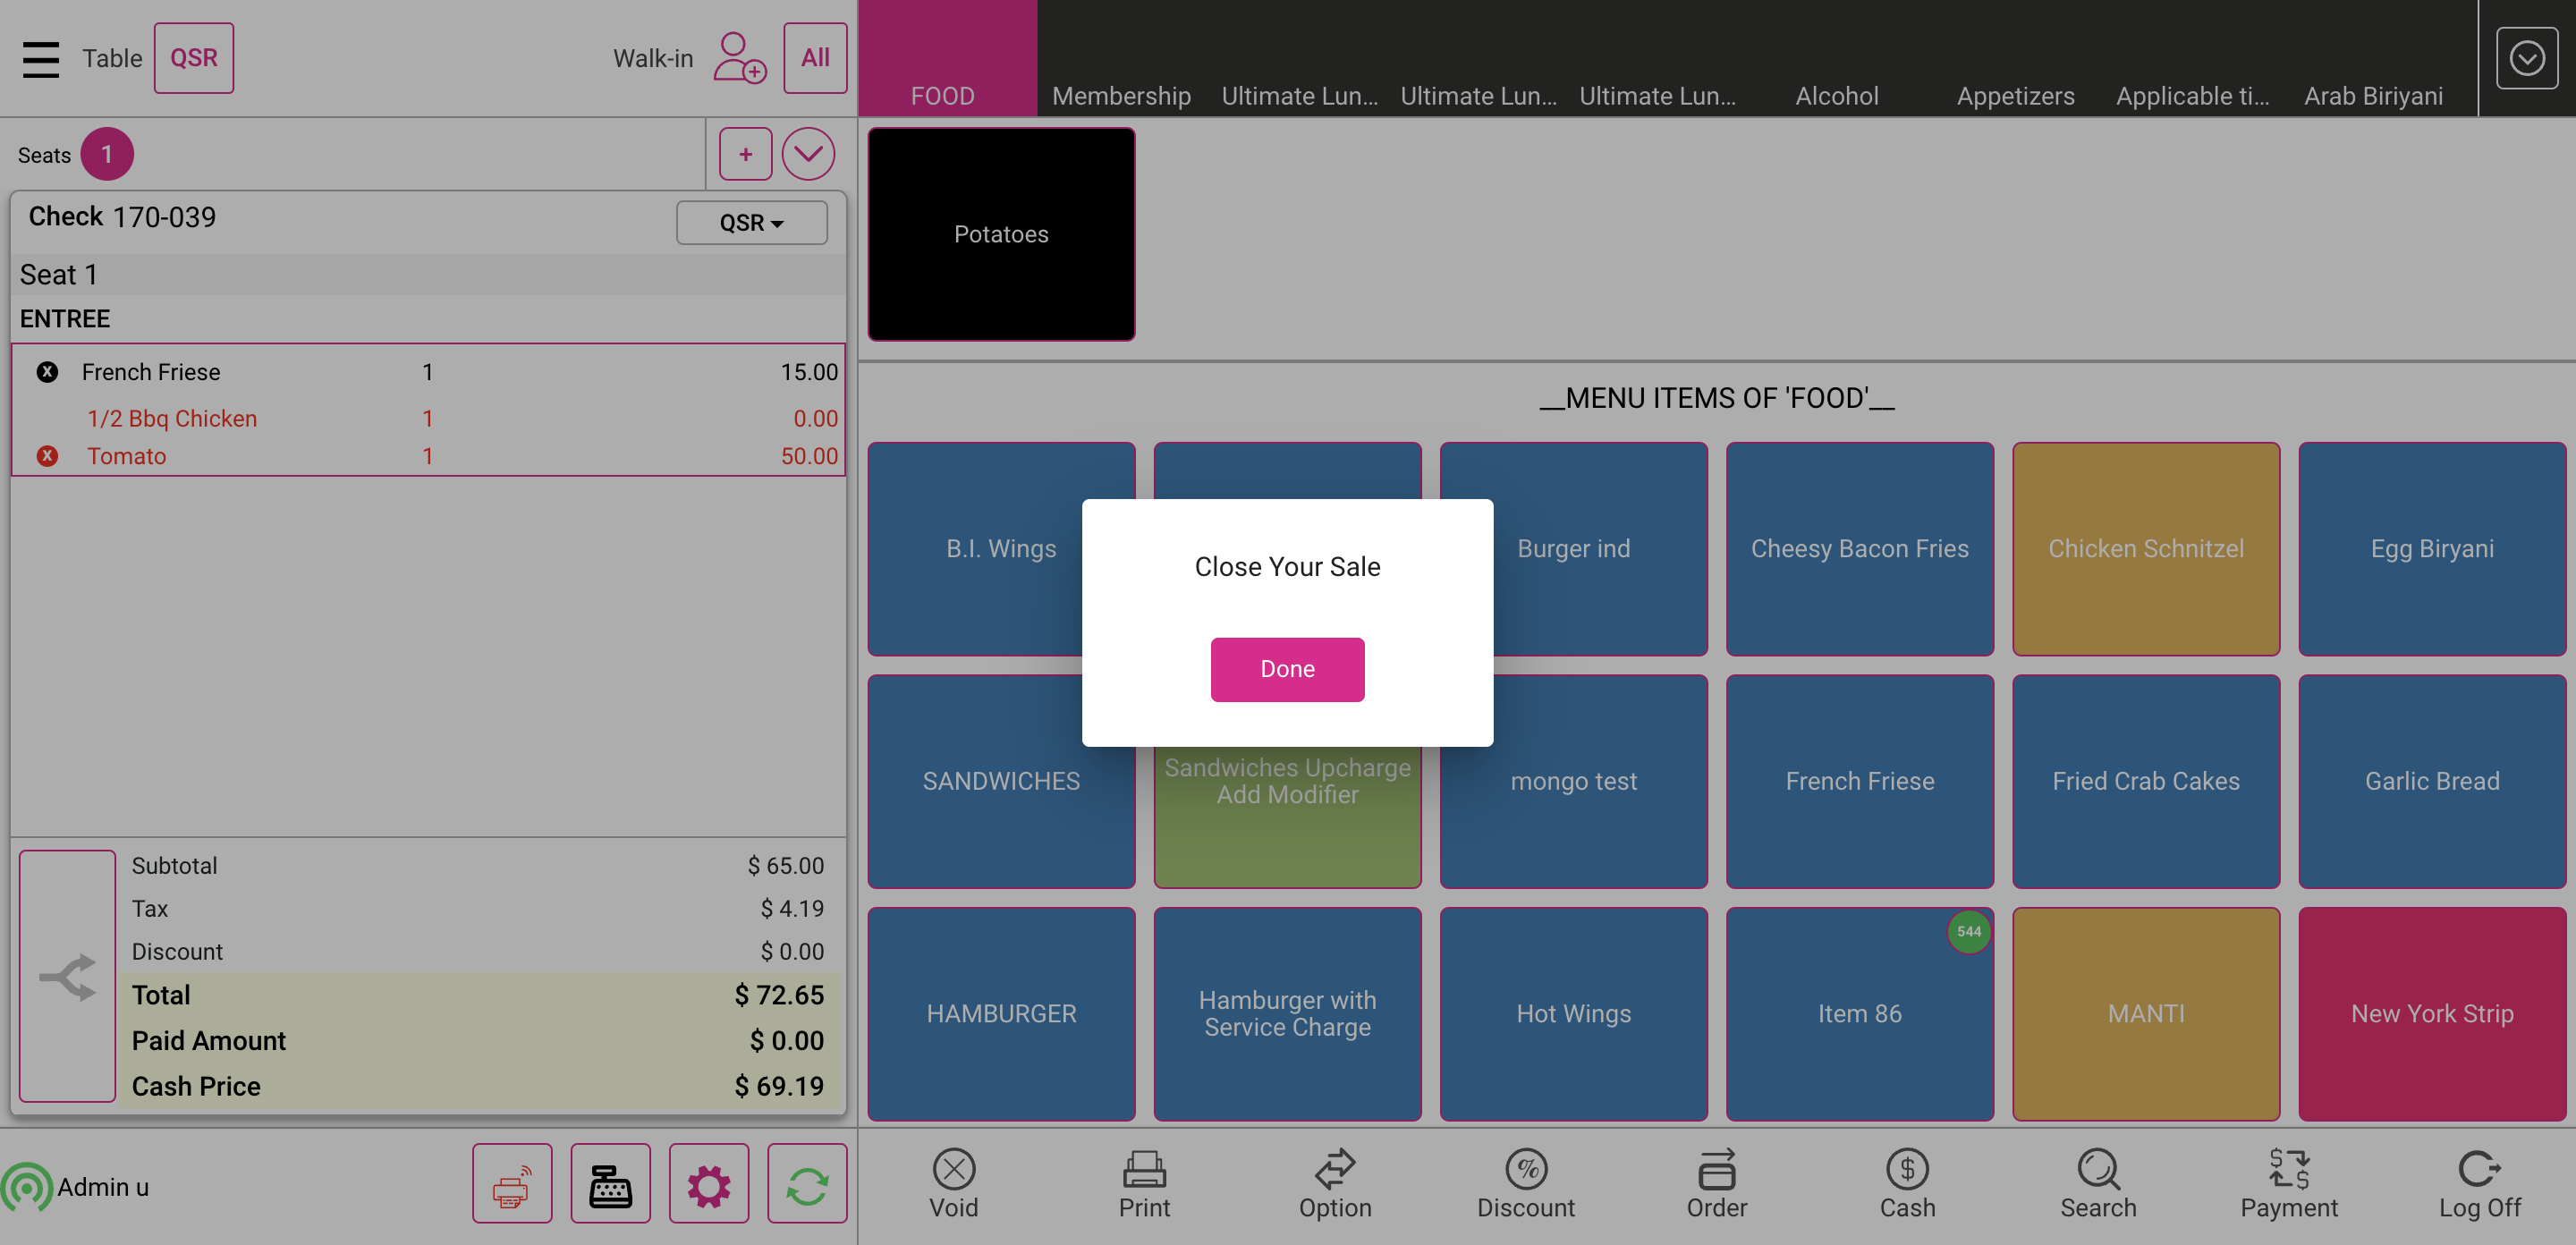 Table QSR Walk-in All
Seats 1 +
Check 170-039 QSR
Seat 1
ENTREE
x French Friese 1 15.00
1/2 Bbq Chicken 1 0.00
x Tomato 1 50.00
Subtotal $ 65.00
Tax $ 4.19
Discount $ 0.00
Total $ 72.65
Paid Amount $ 0.00
Cash Price $ 69.19
Admin u
FOOD Membership Ultimate Lun... Ultimate Lun... Ultimate Lun... Alcohol Appetizers Applicable ti... Arab Biriyani
Potatoes
__MENU ITEMS OF 'FOOD'__
B.I. Wings Burger ind Cheesy Bacon Fries Chicken Schnitzel Egg Biryani
Close Your Sale
Done
SANDWICHES Sandwiches Upcharge mongo test French Friese Fried Crab Cakes Garlic Bread
Add Modifier
544
HAMBURGER Hamburger with Hot Wings Item 86 MANTI New York Strip
Service Charge
Void Print Option Discount Order Cash Search Payment Log Off